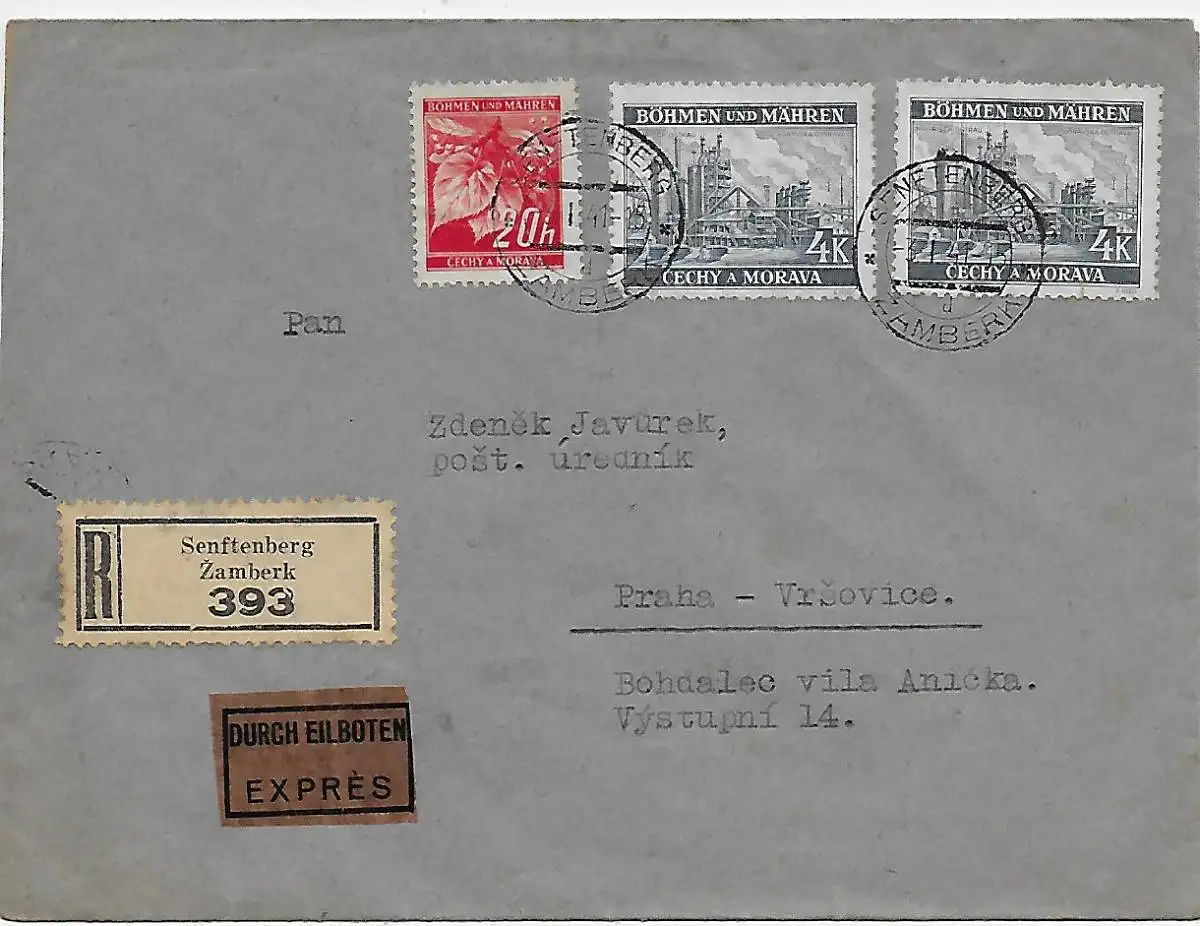 BÖHMEN UND MÄHREN
20h
ČECHY A MORAVA
BÖHMEN UND MÄHREN
4K
ČECHY A MORAVA
BÖHMEN UND MÄHREN
4K
ČECHY A MORAVA
SENFTENBERG
d
ŽAMBERK
Pan
Zdeněk Javůrek,
pošt. úredník
R
Senftenberg
Žamberk
393
Praha - Vršovice.
Bohdalec vila Anička.
Výstupní 14.
DURCH EILBOTEN
EXPRÈS